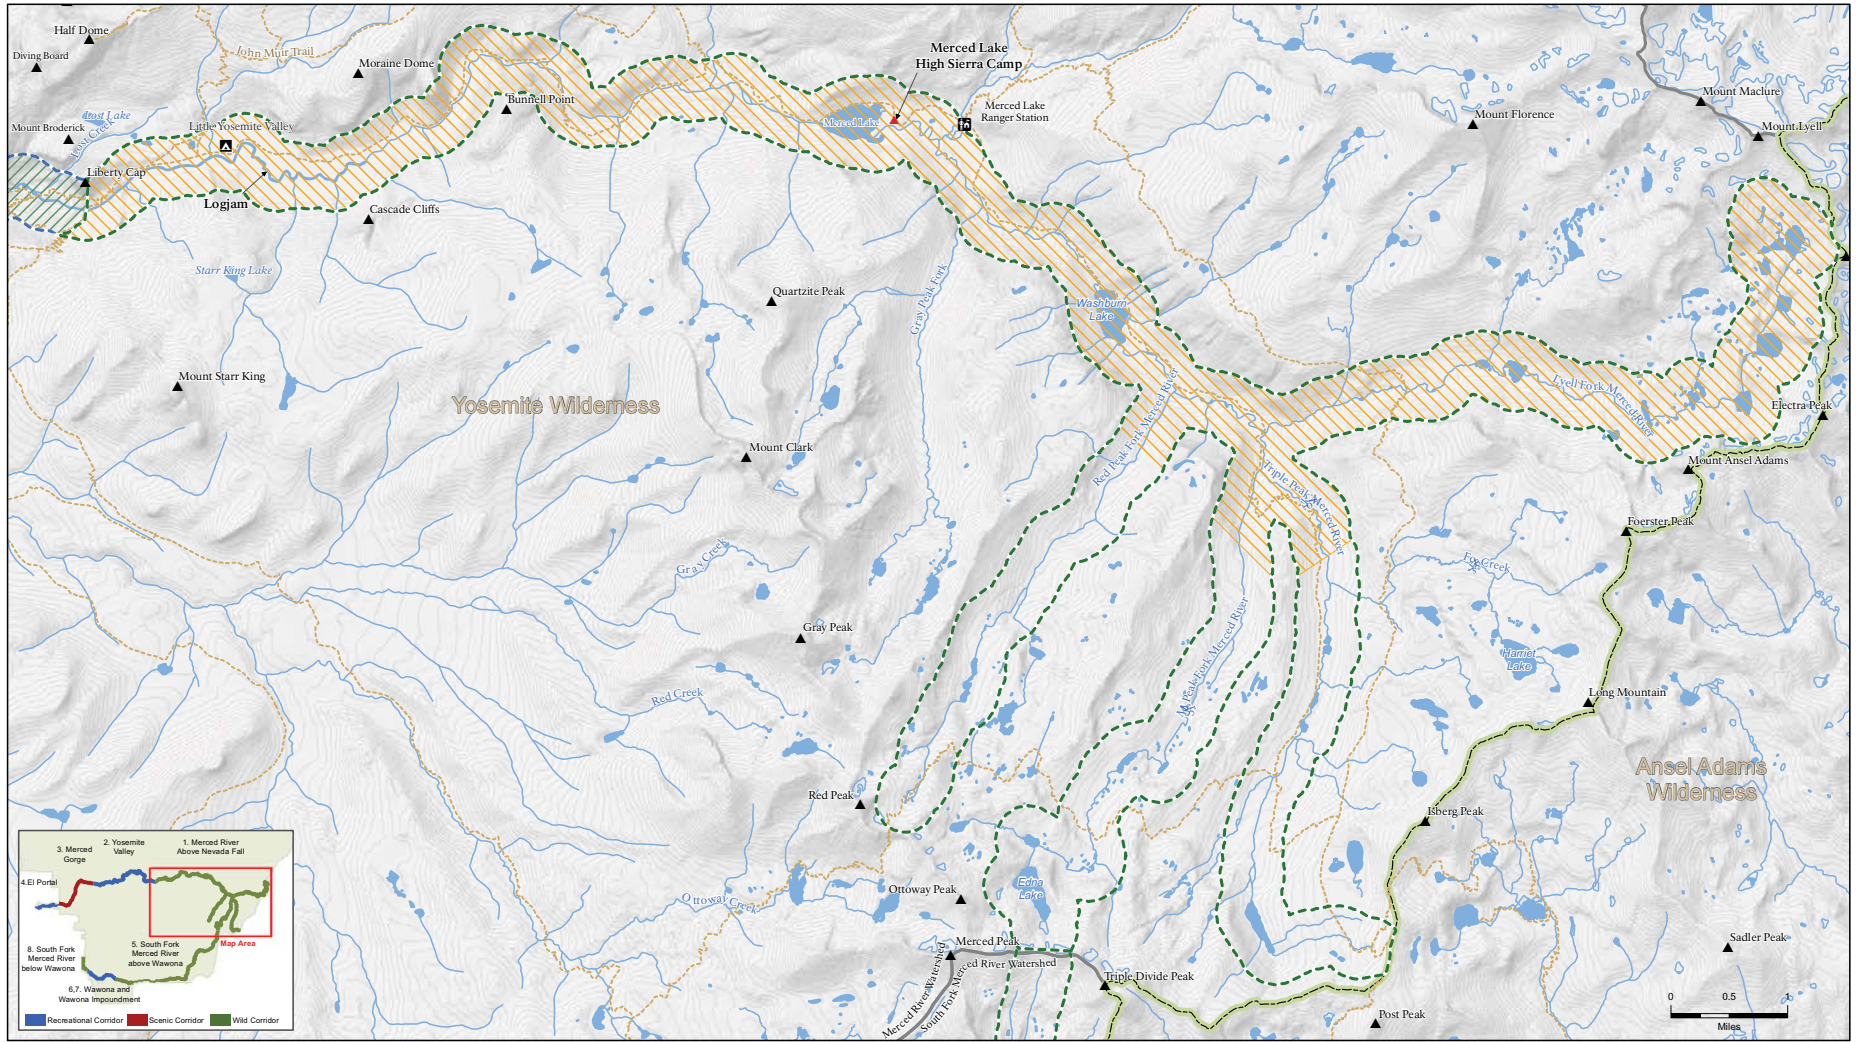 Half Dome
Diving Board
John Muir Trail
Moraine Dome
Merced Lake
High Sierra Camp
Bunnell Point
Merced Lake
Ranger Station
Mount Maclure
Mount Florence
Mount Lyell
Lost Lake
Mount Broderick
Lost Creek
Little Yosemite Valley
Merced Lake
Liberty Cap
Logjam
Cascade Cliffs
Starr King Lake
Quartzite Peak
Gray Peak Fork
Washburn
Lake
Mount Starr King
Yosemite Wilderness
Red Peak Fork Merced River
Lyell Fork Merced River
Electra Peak
Mount Clark
Triple Peak
Merced River
Mount Ansel Adams
Foerster Peak
Gray Creek
Fox Creek
Gray Peak
Peak Fork Merced River
Harriet
Lake
Red Creek
Long Mountain
Ansel Adams
Wilderness
Red Peak
Isberg Peak
Ottoway Peak
Edna
Lake
Ottoway Creek
Merced Peak
Merced River Watershed
Merced River Watershed
South Fork Merced
Triple Divide Peak
Sadler Peak
Post Peak
0 0.5 1
Miles
1. Merced River
Above Nevada Fall
2. Yosemite
Valley
3. Merced
Gorge
4.El Portal
Map Area
5. South Fork
Merced River
above Wawona
8. South Fork
Merced River
below Wawona
6,7. Wawona and
Wawona Impoundment
Recreational Corridor
Scenic Corridor
Wild Corridor